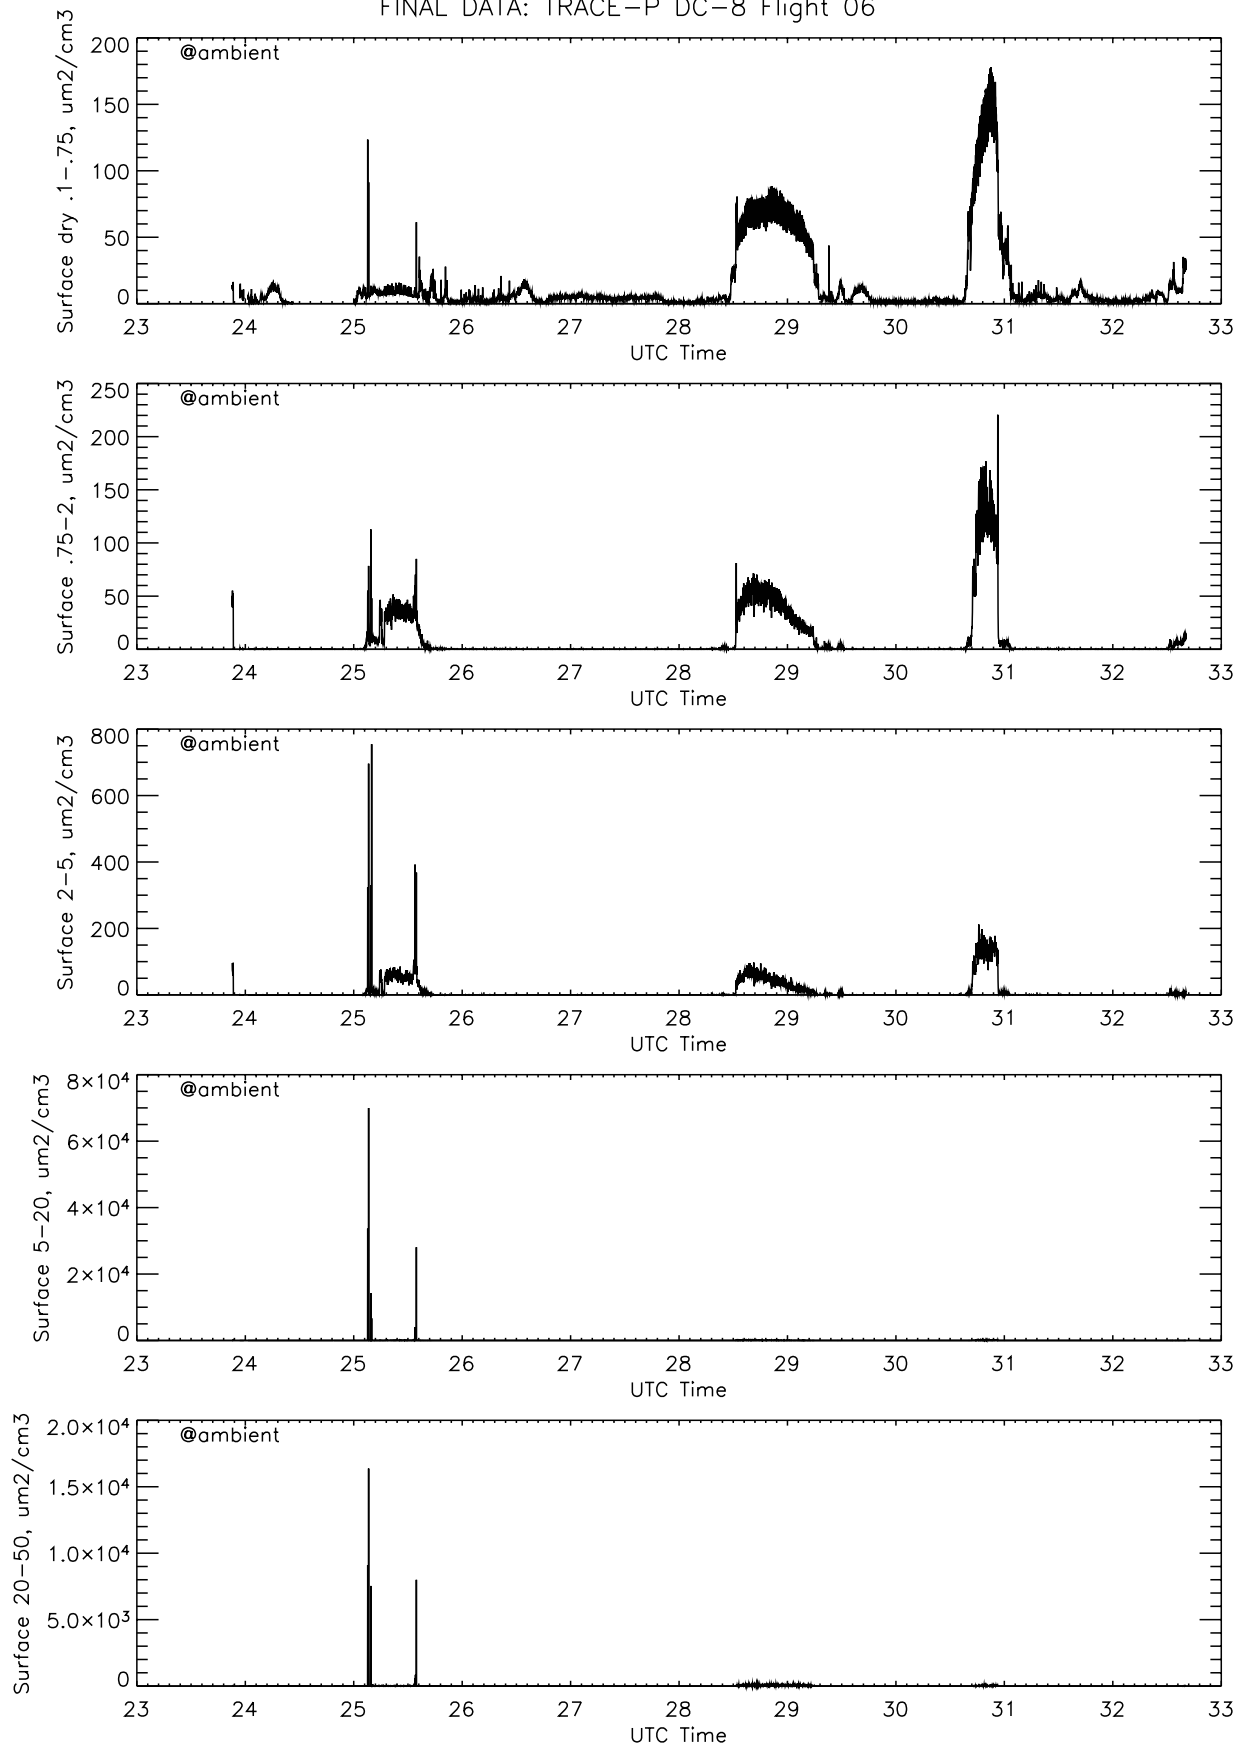 FINAL DATA: TRACE-P DC-8 Flight 06
Surface dry .1-.75, um2/cm3
@ambient
200
150
100
50
0
23 24 25 26 27 28 29 30 31 32 33
UTC Time
Surface .75-2, um2/cm3
@ambient
250
200
150
100
50
0
23 24 25 26 27 28 29 30 31 32 33
UTC Time
Surface 2-5, um2/cm3
@ambient
800
600
400
200
0
23 24 25 26 27 28 29 30 31 32 33
UTC Time
Surface 5-20, um2/cm3
@ambient
8×10⁴
6×10⁴
4×10⁴
2×10⁴
0
23 24 25 26 27 28 29 30 31 32 33
UTC Time
Surface 20-50, um2/cm3
@ambient
2.0×10⁴
1.5×10⁴
1.0×10⁴
5.0×10³
0
23 24 25 26 27 28 29 30 31 32 33
UTC Time